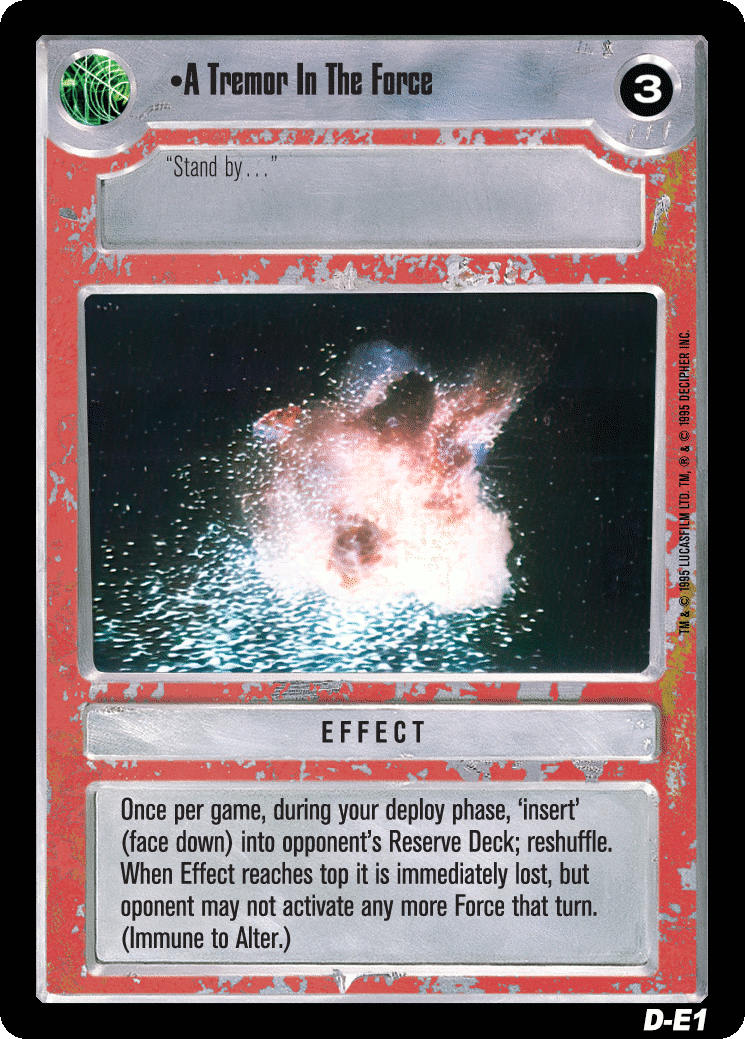 •A Tremor In The Force
3
“Stand by...”
TM & © 1995 LUCASFILM LTD. TM, ® & © 1995 DECIPHER INC.
EFFECT
Once per game, during your deploy phase, ‘insert’
(face down) into opponent’s Reserve Deck; reshuffle.
When Effect reaches top it is immediately lost, but
oponent may not activate any more Force that turn.
(Immune to Alter.)
D-E1